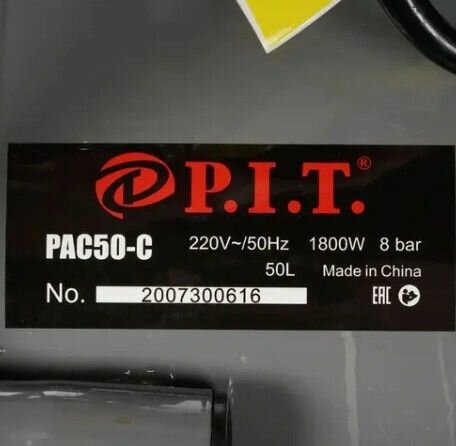 P.I.T.®
PAC50-C 220V~/50Hz 1800W 8 bar
50L Made in China
No. 2007300616 EAC